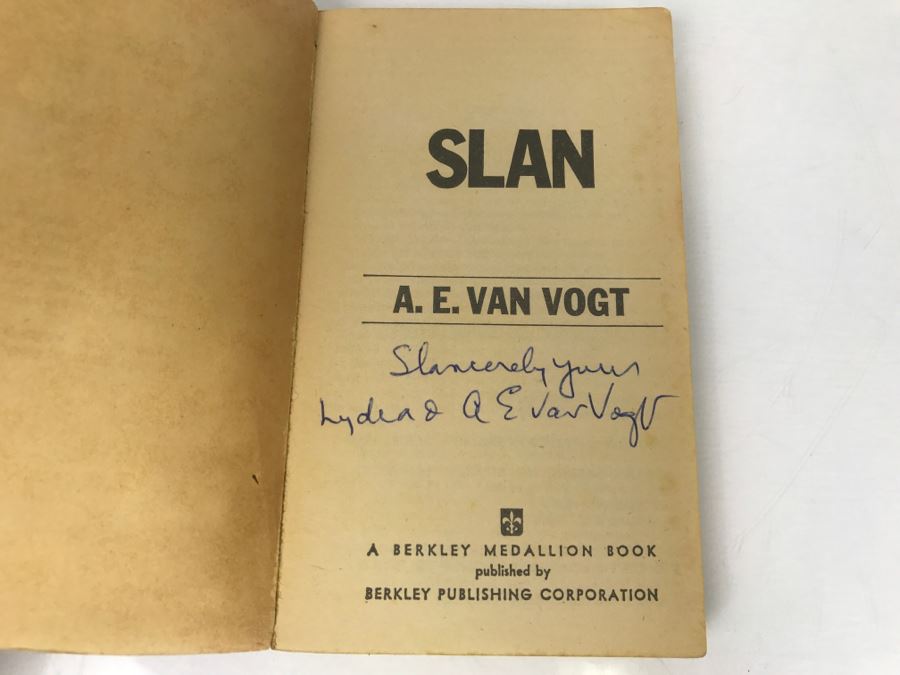 SLAN
A. E. VAN VOGT
Slancerely yours
Lydia & A E van Vogt
A BERKLEY MEDALLION BOOK
published by
BERKLEY PUBLISHING CORPORATION